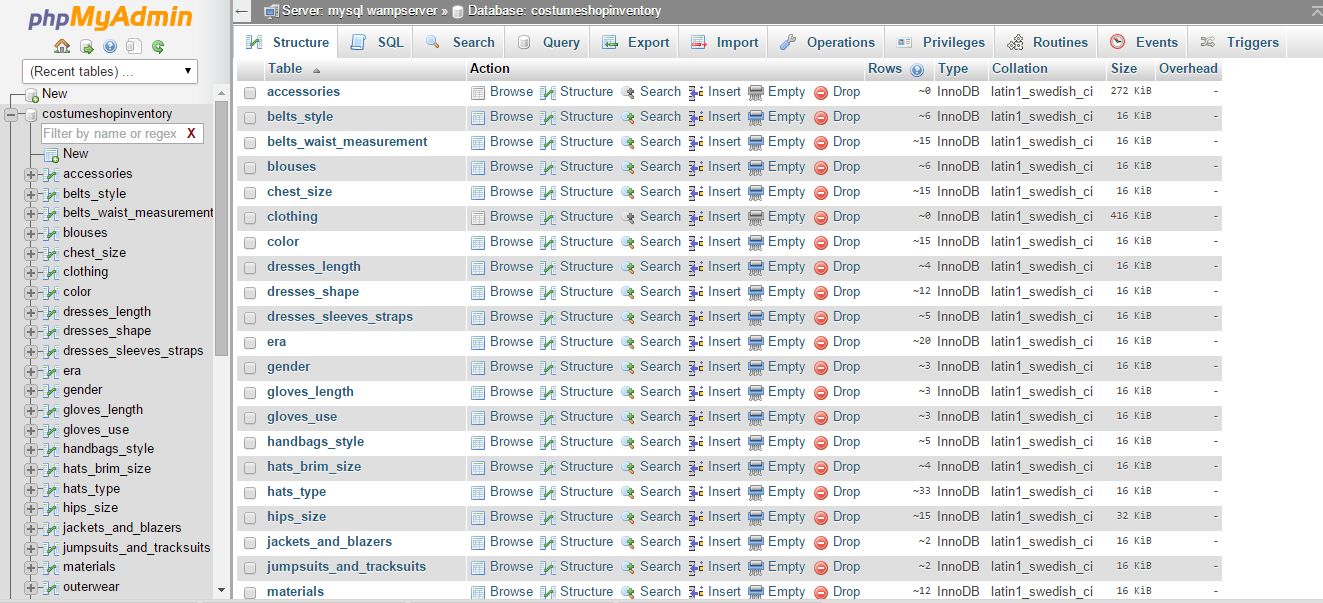 phpMyAdmin
(Recent tables) ...
New
costumeshopinventory
Filter by name or regex X
New
accessories
belts_style
belts_waist_measurement
blouses
chest_size
clothing
color
dresses_length
dresses_shape
dresses_sleeves_straps
era
gender
gloves_length
gloves_use
handbags_style
hats_brim_size
hats_type
hips_size
jackets_and_blazers
jumpsuits_and_tracksuits
materials
outerwear
Server: mysql wampserver » Database: costumeshopinventory
Structure SQL Search Query Export Import Operations Privileges Routines Events Triggers
Table Action Rows Type Collation Size Overhead
accessories Browse Structure Search Insert Empty Drop ~0 InnoDB latin1_swedish_ci 272 KiB -
belts_style Browse Structure Search Insert Empty Drop ~6 InnoDB latin1_swedish_ci 16 KiB -
belts_waist_measurement Browse Structure Search Insert Empty Drop ~15 InnoDB latin1_swedish_ci 16 KiB -
blouses Browse Structure Search Insert Empty Drop ~6 InnoDB latin1_swedish_ci 16 KiB -
chest_size Browse Structure Search Insert Empty Drop ~15 InnoDB latin1_swedish_ci 16 KiB -
clothing Browse Structure Search Insert Empty Drop ~0 InnoDB latin1_swedish_ci 416 KiB -
color Browse Structure Search Insert Empty Drop ~15 InnoDB latin1_swedish_ci 16 KiB -
dresses_length Browse Structure Search Insert Empty Drop ~4 InnoDB latin1_swedish_ci 16 KiB -
dresses_shape Browse Structure Search Insert Empty Drop ~12 InnoDB latin1_swedish_ci 16 KiB -
dresses_sleeves_straps Browse Structure Search Insert Empty Drop ~5 InnoDB latin1_swedish_ci 16 KiB -
era Browse Structure Search Insert Empty Drop ~20 InnoDB latin1_swedish_ci 16 KiB -
gender Browse Structure Search Insert Empty Drop ~3 InnoDB latin1_swedish_ci 16 KiB -
gloves_length Browse Structure Search Insert Empty Drop ~3 InnoDB latin1_swedish_ci 16 KiB -
gloves_use Browse Structure Search Insert Empty Drop ~3 InnoDB latin1_swedish_ci 16 KiB -
handbags_style Browse Structure Search Insert Empty Drop ~5 InnoDB latin1_swedish_ci 16 KiB -
hats_brim_size Browse Structure Search Insert Empty Drop ~4 InnoDB latin1_swedish_ci 16 KiB -
hats_type Browse Structure Search Insert Empty Drop ~33 InnoDB latin1_swedish_ci 16 KiB -
hips_size Browse Structure Search Insert Empty Drop ~15 InnoDB latin1_swedish_ci 32 KiB -
jackets_and_blazers Browse Structure Search Insert Empty Drop ~2 InnoDB latin1_swedish_ci 16 KiB -
jumpsuits_and_tracksuits Browse Structure Search Insert Empty Drop ~2 InnoDB latin1_swedish_ci 16 KiB -
materials Browse Structure Search Insert Empty Drop ~12 InnoDB latin1_swedish_ci 16 KiB -